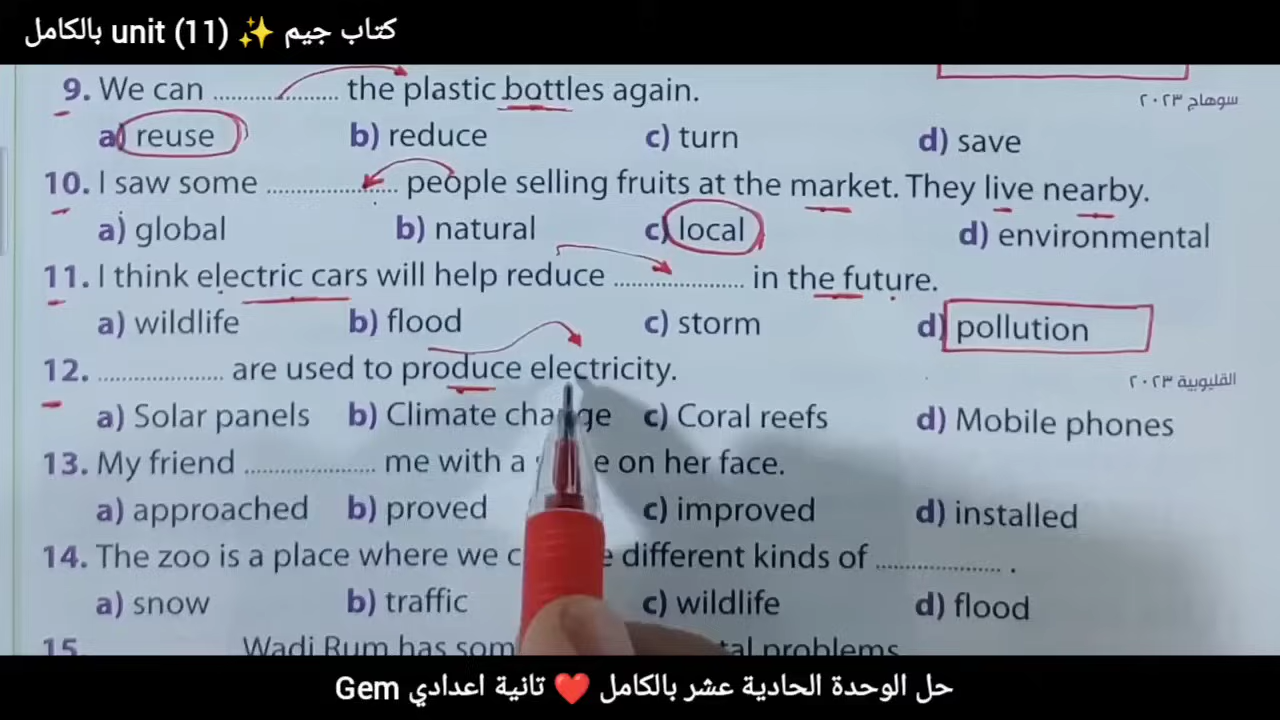 كتاب جيم ✨ unit (11) بالكامل
9. We can .................... the plastic bottles again.
سوهاج ٢٠٢٣
a) reuse b) reduce c) turn d) save
10. I saw some .................... people selling fruits at the market. They live nearby.
a) global b) natural c) local d) environmental
11. I think electric cars will help reduce .................... in the future.
a) wildlife b) flood c) storm d) pollution
12. .................... are used to produce electricity.
القليوبية ٢٠٢٣
a) Solar panels b) Climate change c) Coral reefs d) Mobile phones
13. My friend .................... me with a on her face.
a) approached b) proved c) improved d) installed
14. The zoo is a place where we different kinds of .................... .
a) snow b) traffic c) wildlife d) flood
15. Wadi Rum has problems
حل الوحدة الحادية عشر بالكامل ❤️ تانية اعدادي Gem